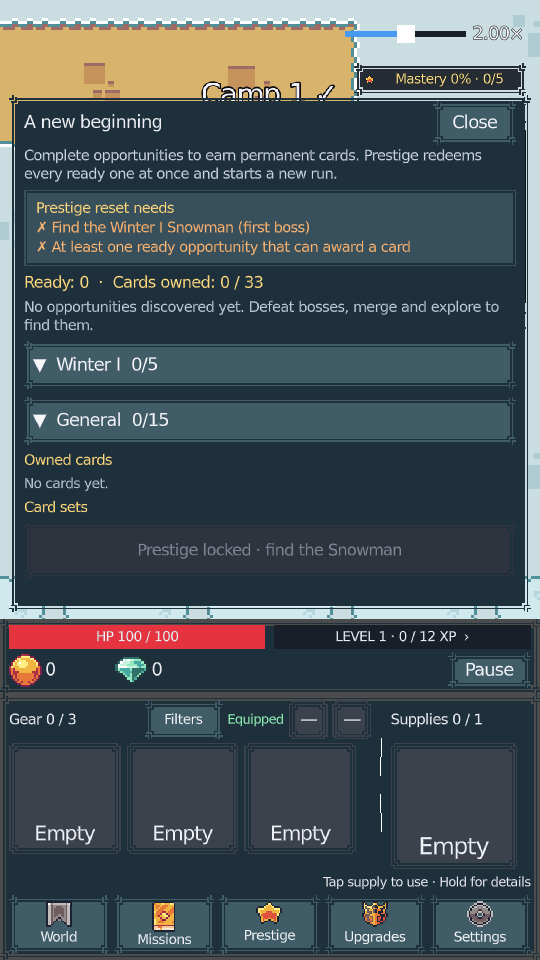 2.00×
Mastery 0% · 0/5
Camp 1 ✓
A new beginning
Close
Complete opportunities to earn permanent cards. Prestige redeems
every ready one at once and starts a new run.
Prestige reset needs
✗ Find the Winter I Snowman (first boss)
✗ At least one ready opportunity that can award a card
Ready: 0 · Cards owned: 0 / 33
No opportunities discovered yet. Defeat bosses, merge and explore to
find them.
▼ Winter I 0/5
▼ General 0/15
Owned cards
No cards yet.
Card sets
Prestige locked · find the Snowman
HP 100 / 100
LEVEL 1 · 0 / 12 XP ›
0
0
Pause
Gear 0 / 3
Filters
Equipped
—
—
Supplies 0 / 1
Empty
Empty
Empty
Empty
Tap supply to use · Hold for details
World
Missions
Prestige
Upgrades
Settings